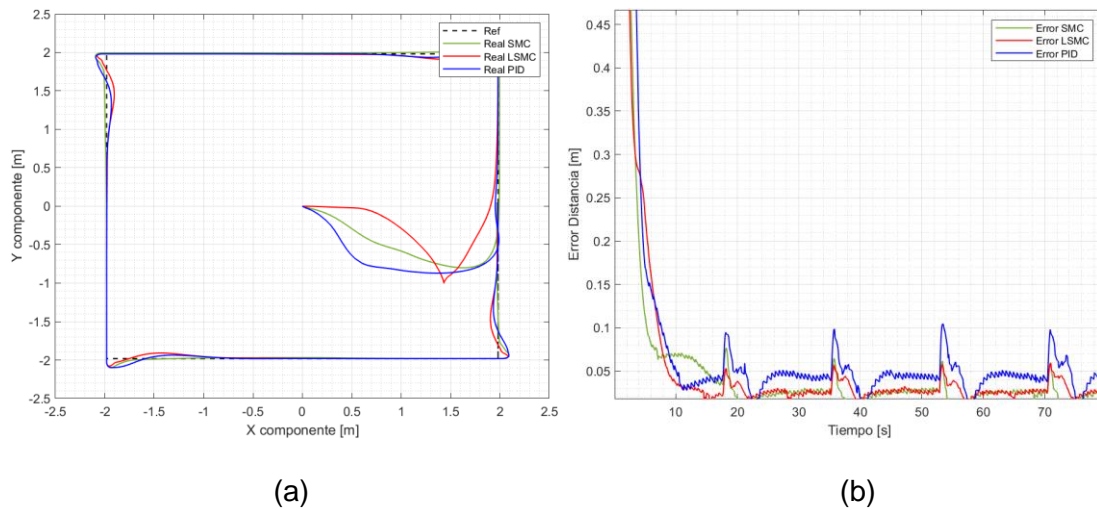 2.5
2
1.5
1
0.5
0
-0.5
-1
-1.5
-2
-2.5
Y componente [m]
-2.5 -2 -1.5 -1 -0.5 0 0.5 1 1.5 2 2.5
X componente [m]
Ref
Real SMC
Real LSMC
Real PID
(a)
0.45
0.4
0.35
0.3
0.25
0.2
0.15
0.1
0.05
Error Distancia [m]
10 20 30 40 50 60 70
Tiempo [s]
Error SMC
Error LSMC
Error PID
(b)